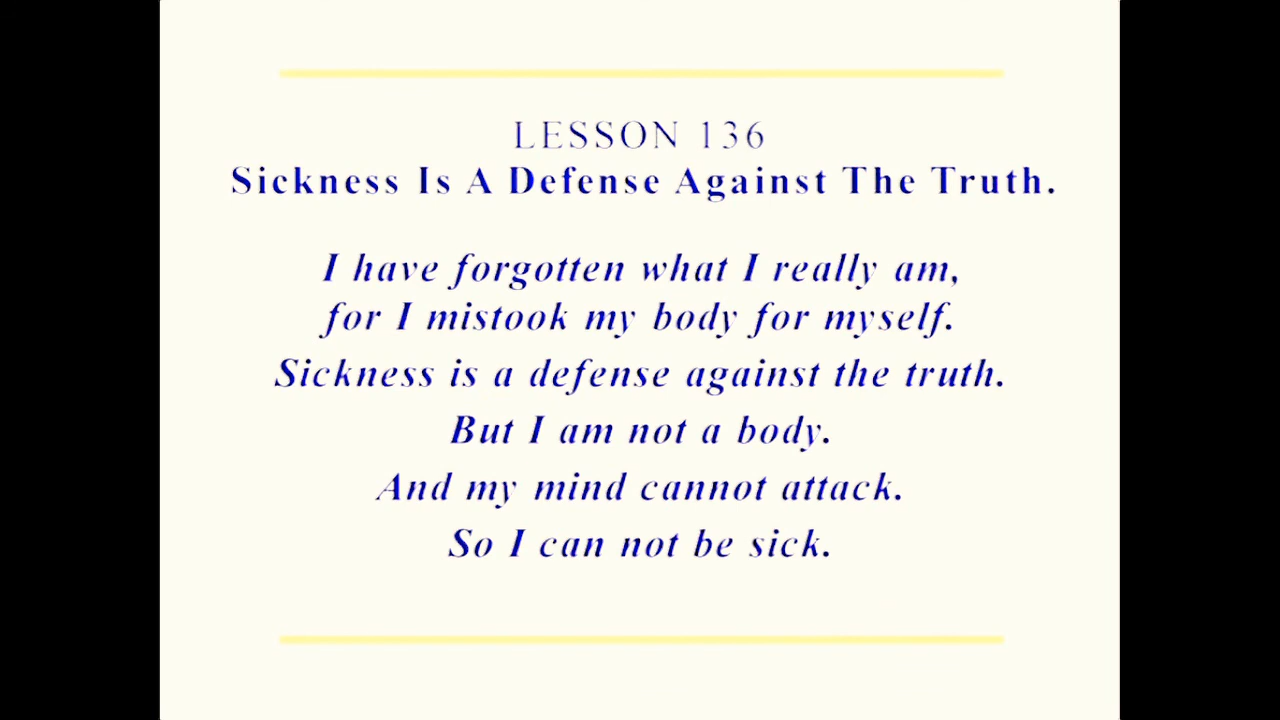 LESSON 136
Sickness Is A Defense Against The Truth.
I have forgotten what I really am,
for I mistook my body for myself.
Sickness is a defense against the truth.
But I am not a body.
And my mind cannot attack.
So I can not be sick.